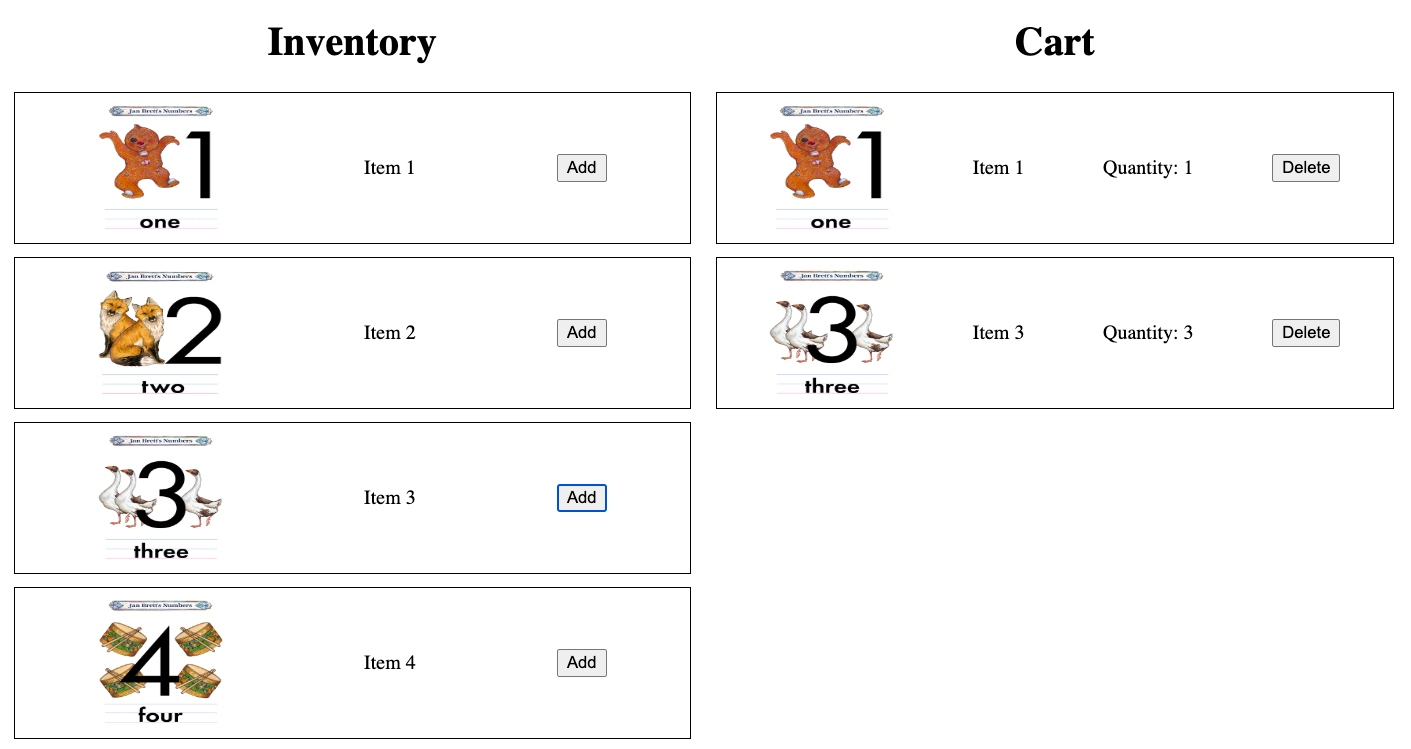 Inventory
Jan Brett's Numbers
1
one
Item 1
Add
Jan Brett's Numbers
2
two
Item 2
Add
Jan Brett's Numbers
3
three
Item 3
Add
Jan Brett's Numbers
4
four
Item 4
Add
Cart
Jan Brett's Numbers
1
one
Item 1
Quantity: 1
Delete
Jan Brett's Numbers
3
three
Item 3
Quantity: 3
Delete